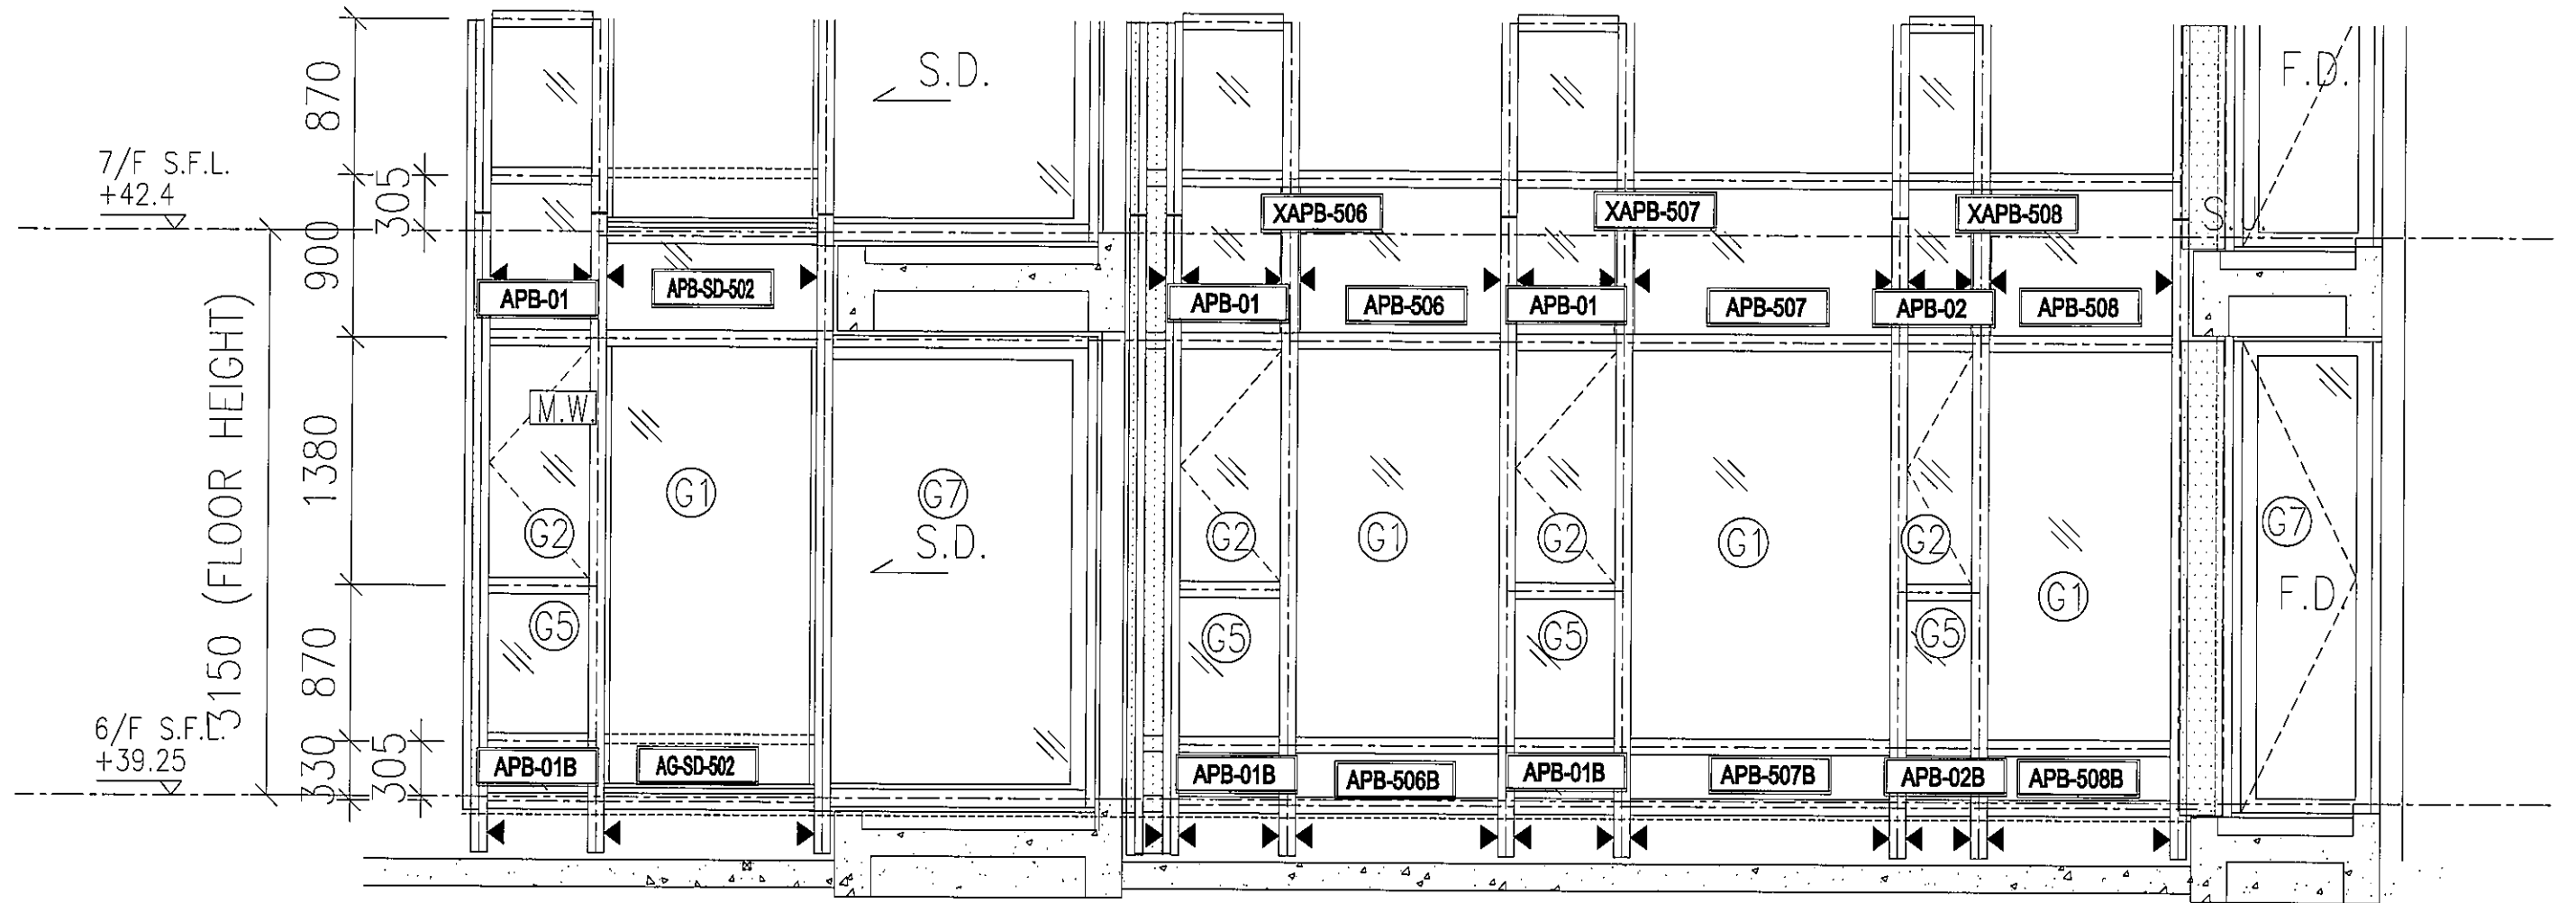 870
S.D.
F.D.
7/F S.F.L.
+42.4
305
XAPB-506
XAPB-507
XAPB-508
900
APB-01
APB-SD-502
APB-01
APB-506
APB-01
APB-507
APB-02
APB-508
3150 (FLOOR HEIGHT)
1380
M.W.
G1
G7
G2
S.D.
G2
G1
G2
G1
G2
G1
G7
F.D.
870
G5
G5
G5
G5
6/F S.F.L.
+39.25
330
305
APB-01B
AG-SD-502
APB-01B
APB-506B
APB-01B
APB-507B
APB-02B
APB-508B